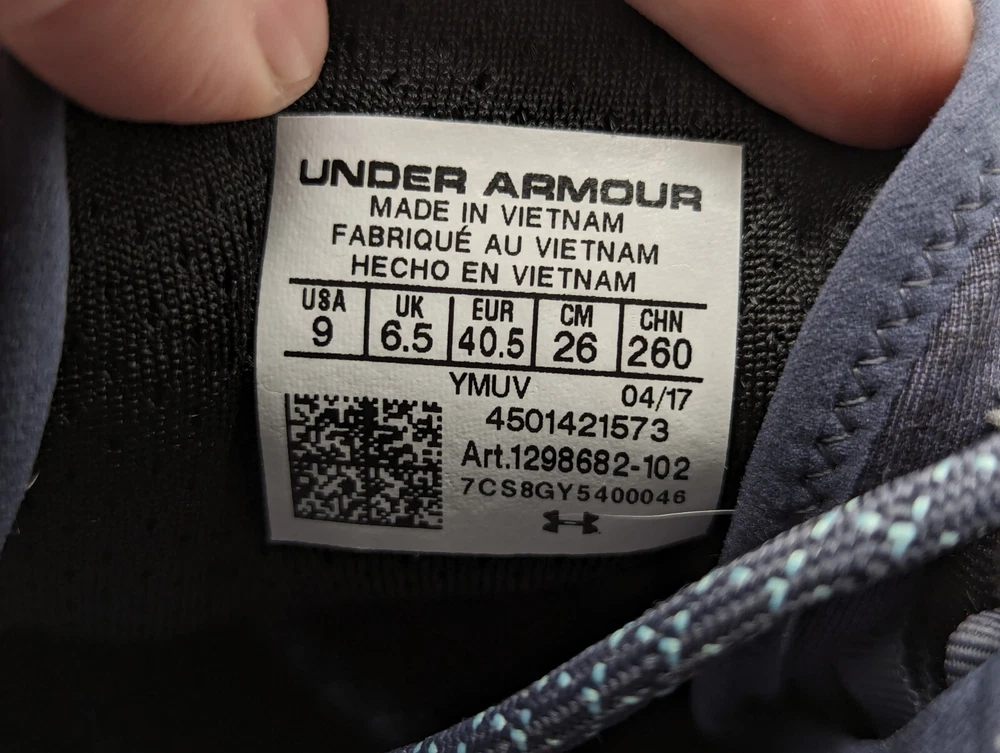 UNDER ARMOUR
MADE IN VIETNAM
FABRIQUÉ AU VIETNAM
HECHO EN VIETNAM
USA UK EUR CM CHN
9 6.5 40.5 26 260
YMUV 04/17
4501421573
Art.1298682-102
7CS8GY5400046